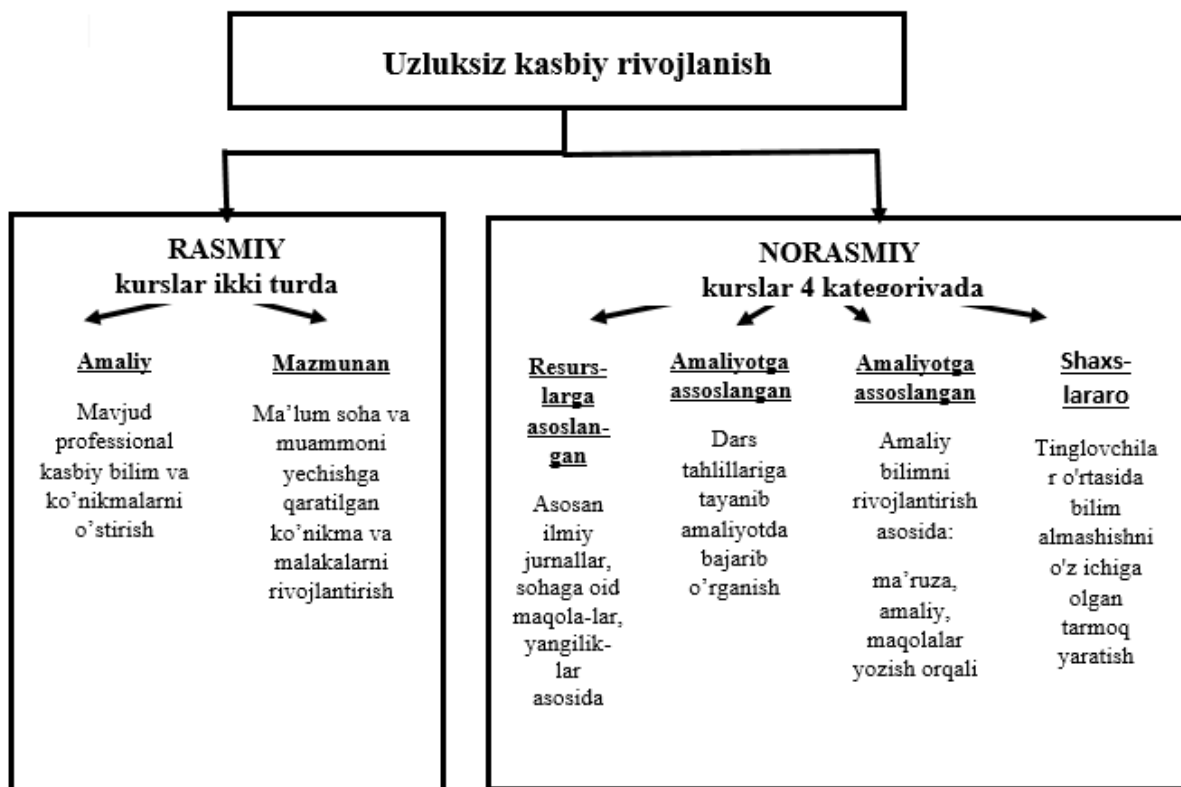 Uzluksiz kasbiy rivojlanish
RASMIY
kurslar ikki turda
Amaliy
Mavjud
professional
kasbiy bilim va
ko’nikmalarni
o’stirish
Mazmunan
Ma’lum soha va
muammoni
yechishga
qaratilgan
ko’nikma va
malakalarni
rivojlantirish
NORASMIY
kurslar 4 kategoriyada
Resurs-
larga
asoslan-
gan
Asosan
ilmiy
jurnallar,
sohaga oid
maqola-lar,
yangilik-
lar
asosida
Amaliyotga
assoslangan
Dars
tahlillariga
tayanib
amaliyotda
bajarib
o’rganish
Amaliyotga
assoslangan
Amaliy
bilimni
rivojlantirish
asosida:
ma’ruza,
amaliy,
maqolalar
yozish orqali
Shaxs-
lararo
Tinglovchila
r o'rtasida
bilim
almashishni
o'z ichiga
olgan
tarmoq
yaratish